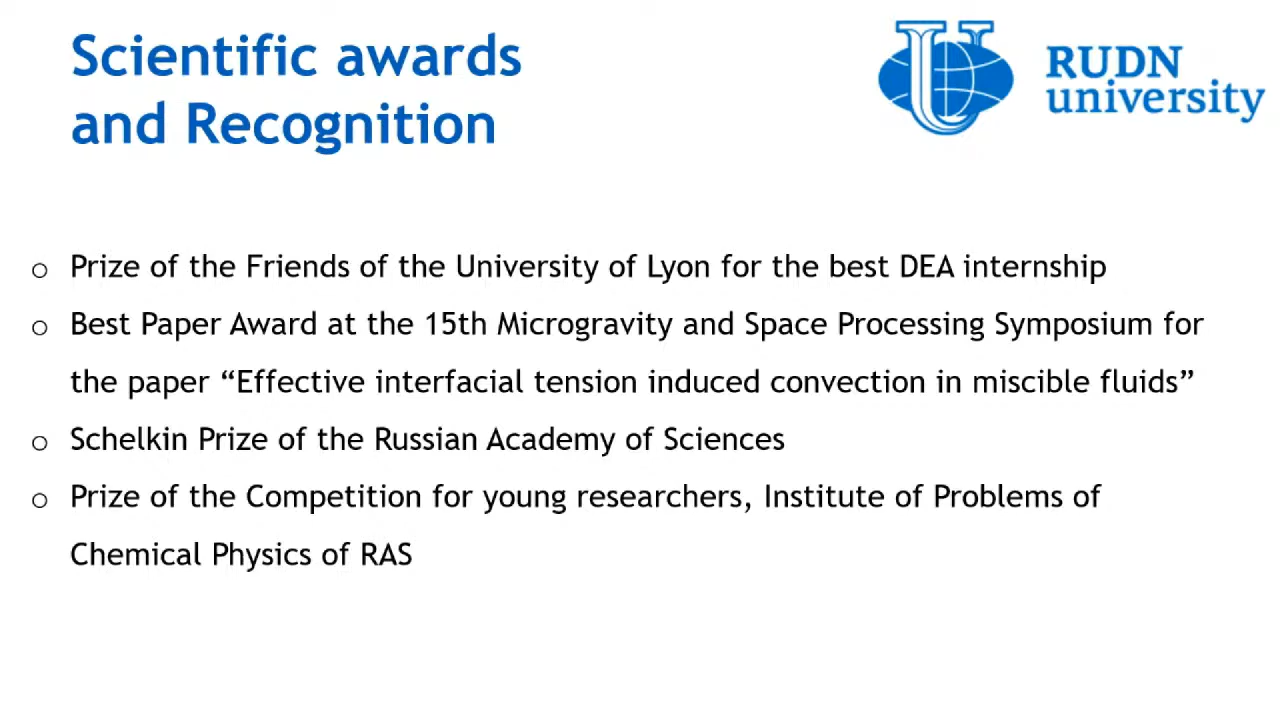 Scientific awards
and Recognition
RUDN
university
o Prize of the Friends of the University of Lyon for the best DEA internship
o Best Paper Award at the 15th Microgravity and Space Processing Symposium for
the paper “Effective interfacial tension induced convection in miscible fluids”
o Schelkin Prize of the Russian Academy of Sciences
o Prize of the Competition for young researchers, Institute of Problems of
Chemical Physics of RAS